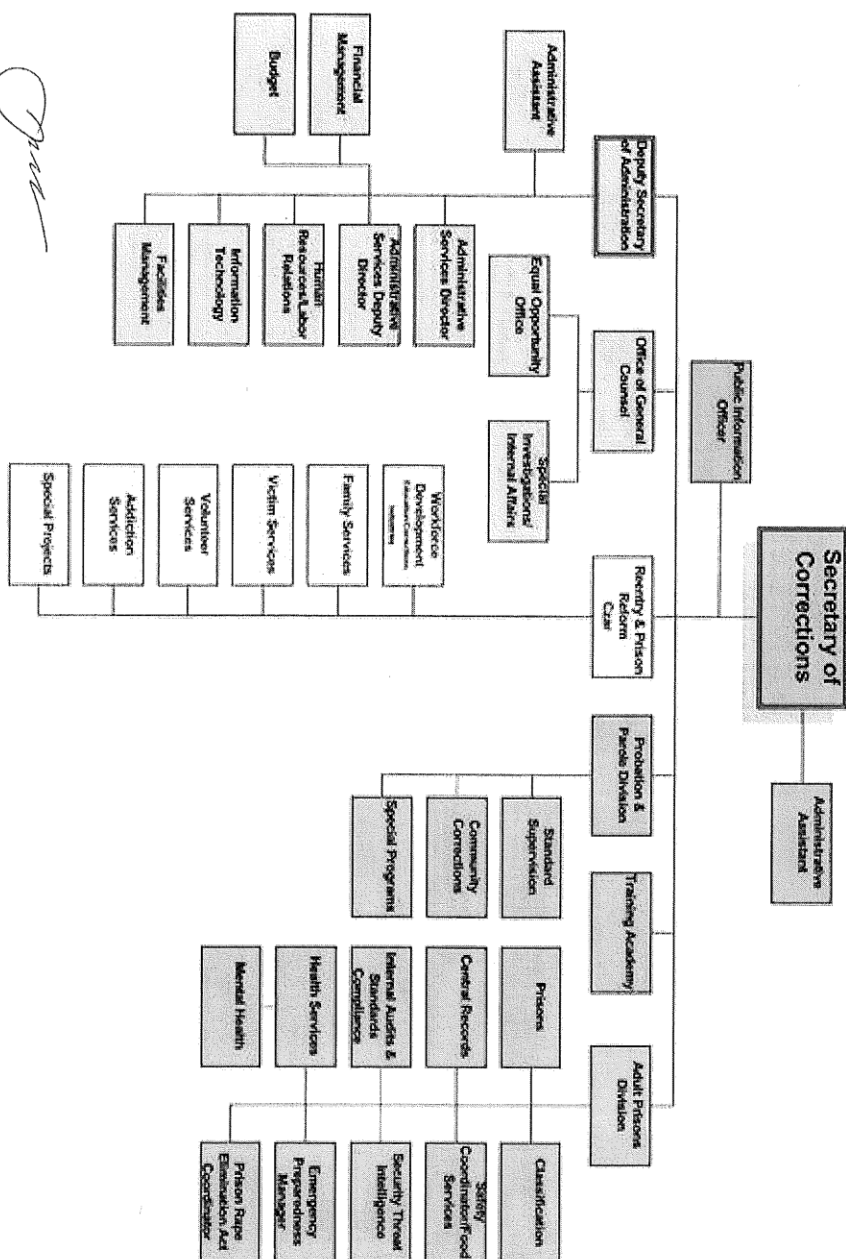 Secretary of
Corrections
Administrative
Assistant
Public Information
Officer
Deputy Secretary
of Administration
Office of General
Counsel
Reentry & Prison
Reform
Czar
Probation &
Parole Division
Training Academy
Adult Prisons
Division
Administrative
Assistant
Financial
Management
Budget
Administrative
Services Director
Administrative
Services Deputy
Director
Human
Resources/Labor
Relations
Information
Technology
Facilities
Management
Equal Opportunity
Office
Special
Investigations/
Internal Affairs
Workforce
Development
Education/Corrections
Industries
Family Services
Victim Services
Volunteer
Services
Addiction
Services
Special Projects
Standard
Supervision
Community
Corrections
Special Programs
Prisons
Central Records
Internal Audits &
Standards
Compliance
Health Services
Mental Health
Classification
Safety
Coordinator/Food
Services
Security Threat
Intelligence
Emergency
Preparedness
Manager
Prison Rape
Elimination Act
Coordinator